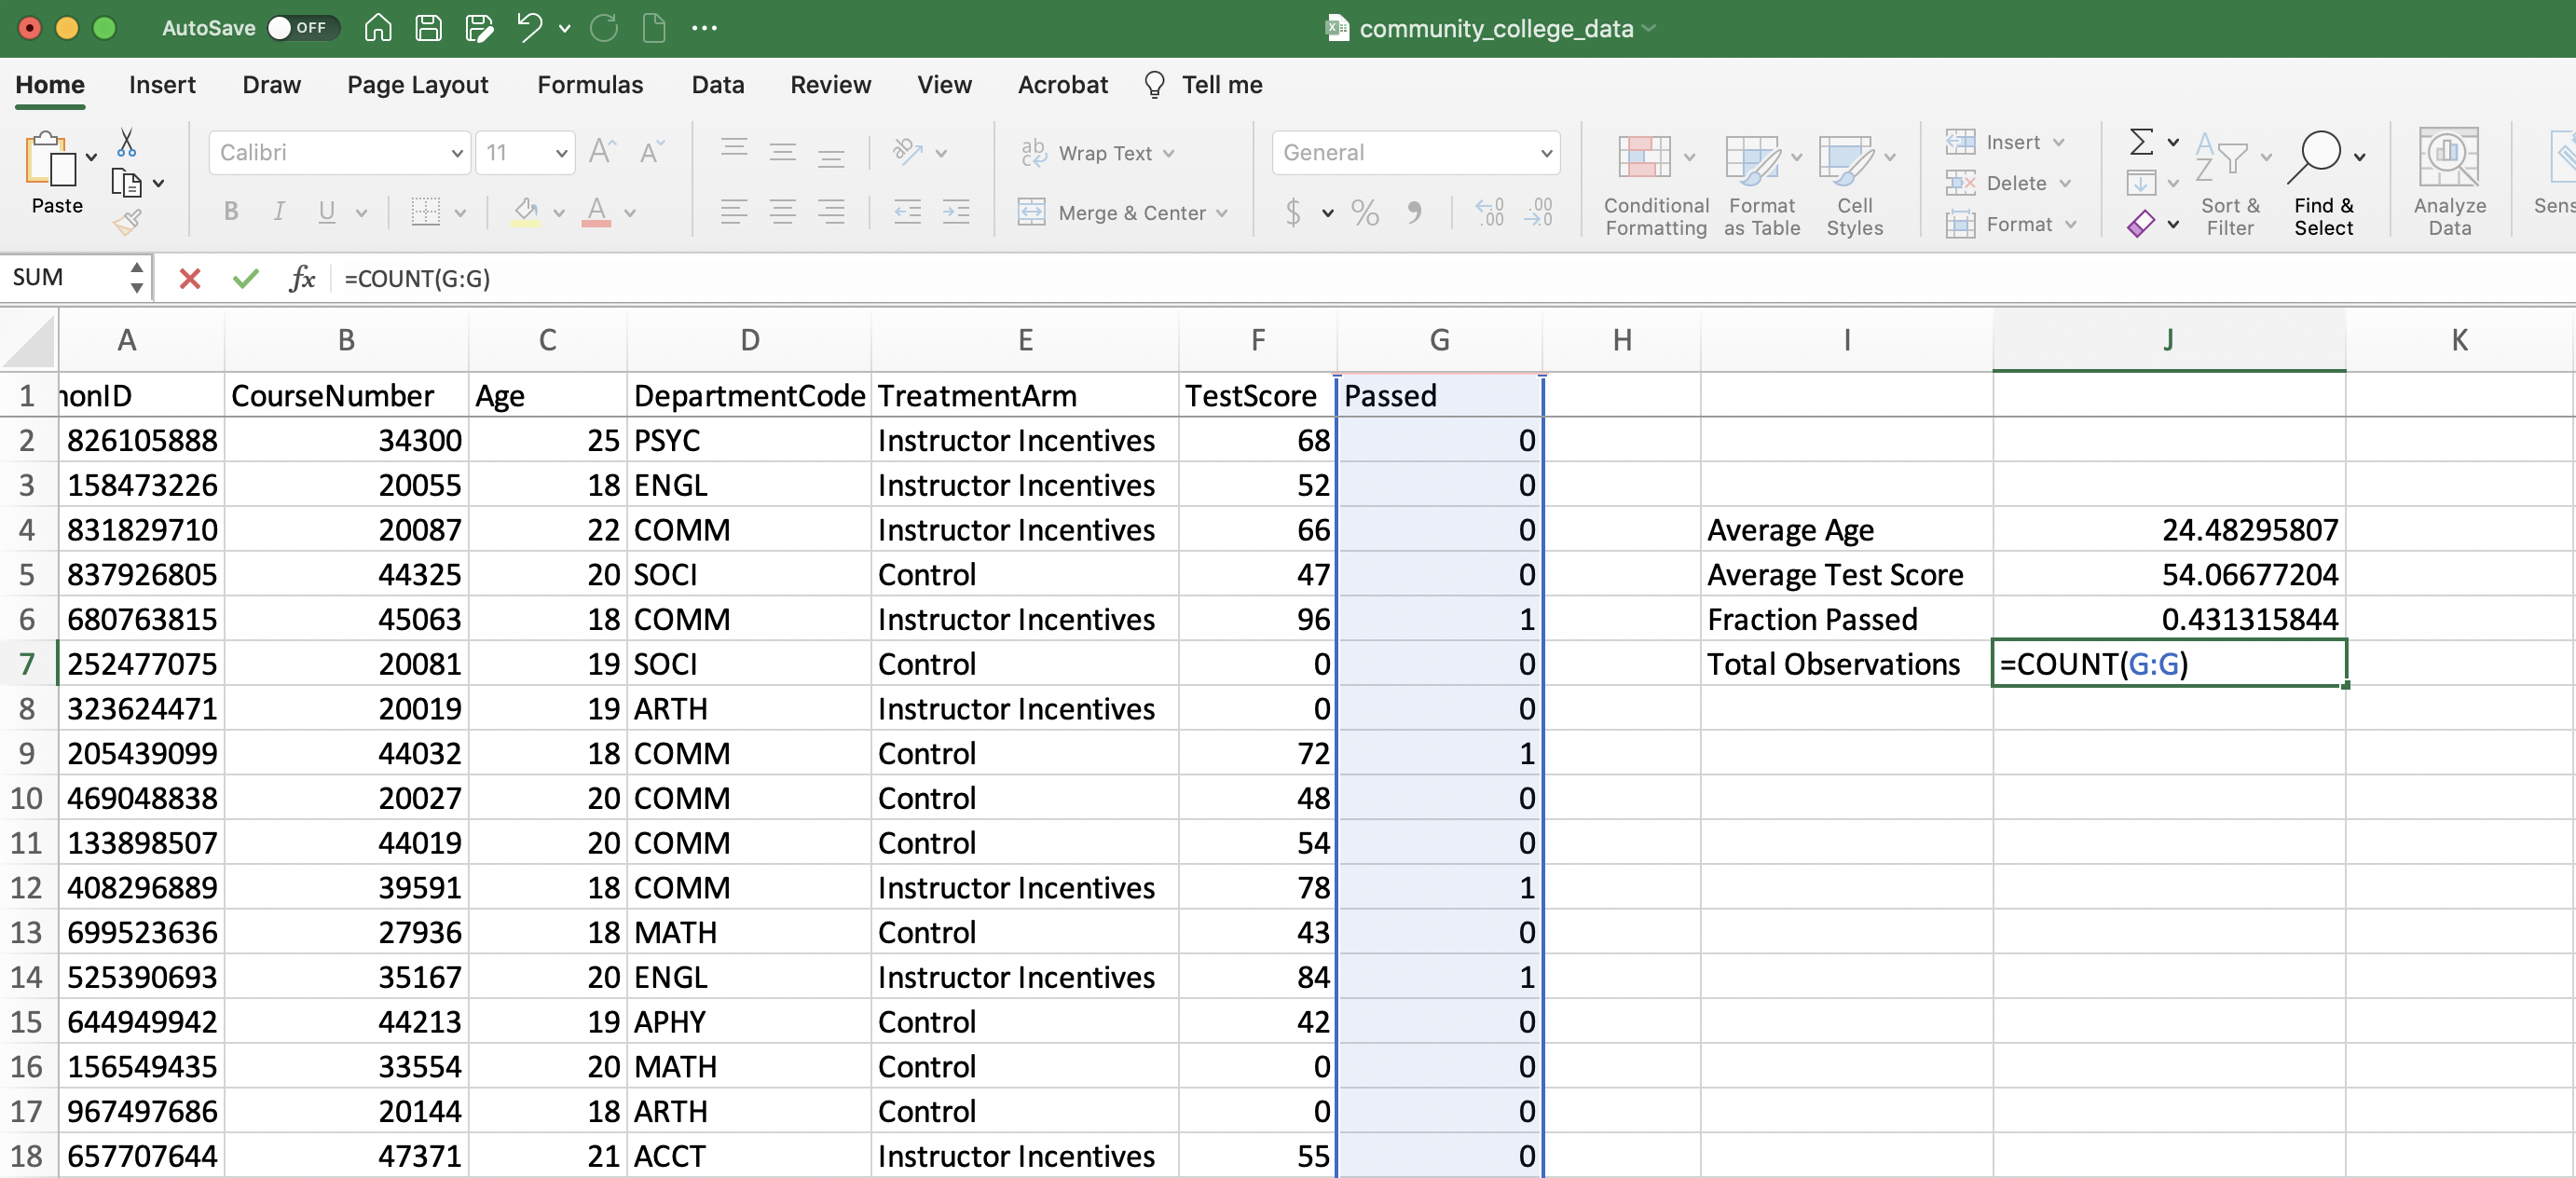 AutoSave OFF community_college_data
Home Insert Draw Page Layout Formulas Data Review View Acrobat Tell me
Paste Calibri 11 Wrap Text General Conditional Formatting Format as Table Cell Styles Insert Sort & Filter Find & Select Analyze Data
B I U Merge & Center $ % Delete
Format
SUM fx =COUNT(G:G)
A B C D E F G H I J K
1 nonID CourseNumber Age DepartmentCode TreatmentArm TestScore Passed
2 826105888 34300 25 PSYC Instructor Incentives 68 0
3 158473226 20055 18 ENGL Instructor Incentives 52 0
4 831829710 20087 22 COMM Instructor Incentives 66 0 Average Age 24.48295807
5 837926805 44325 20 SOCI Control 47 0 Average Test Score 54.06677204
6 680763815 45063 18 COMM Instructor Incentives 96 1 Fraction Passed 0.431315844
7 252477075 20081 19 SOCI Control 0 0 Total Observations =COUNT(G:G)
8 323624471 20019 19 ARTH Instructor Incentives 0 0
9 205439099 44032 18 COMM Control 72 1
10 469048838 20027 20 COMM Control 48 0
11 133898507 44019 20 COMM Control 54 0
12 408296889 39591 18 COMM Instructor Incentives 78 1
13 699523636 27936 18 MATH Control 43 0
14 525390693 35167 20 ENGL Instructor Incentives 84 1
15 644949942 44213 19 APHY Control 42 0
16 156549435 33554 20 MATH Control 0 0
17 967497686 20144 18 ARTH Control 0 0
18 657707644 47371 21 ACCT Instructor Incentives 55 0